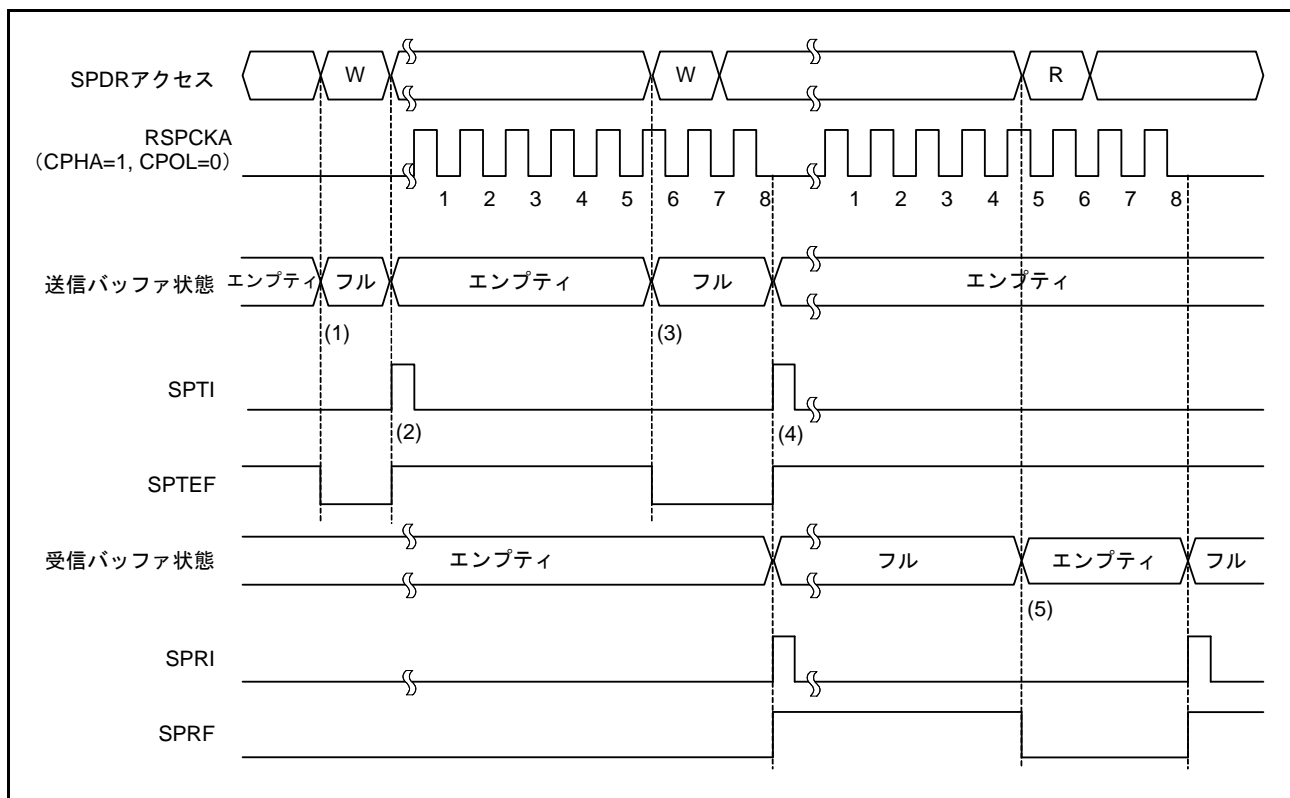 SPDRアクセス W W R
RSPCKA
（CPHA=1, CPOL=0）
1 2 3 4 5 6 7 8 1 2 3 4 5 6 7 8
送信バッファ状態 エンプティ フル エンプティ フル エンプティ
(1) (3)
SPTI
(2) (4)
SPTEF
受信バッファ状態 エンプティ フル エンプティ フル
(5)
SPRI
SPRF